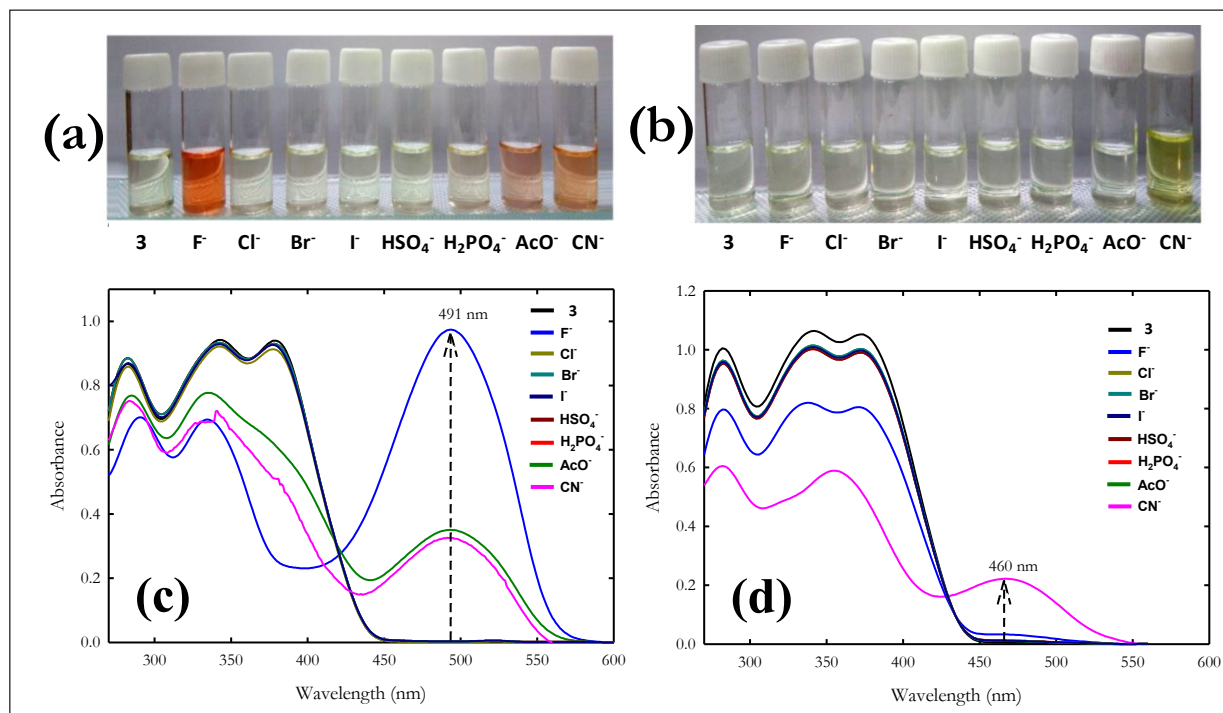 (a)
3 F⁻ Cl⁻ Br⁻ I⁻ HSO₄⁻ H₂PO₄⁻ AcO⁻ CN⁻
(b)
3 F⁻ Cl⁻ Br⁻ I⁻ HSO₄⁻ H₂PO₄⁻ AcO⁻ CN⁻
Absorbance
1.0
0.8
0.6
0.4
0.2
0.0
491 nm
3
F⁻
Cl⁻
Br⁻
I⁻
HSO₄⁻
H₂PO₄⁻
AcO⁻
CN⁻
(c)
300 350 400 450 500 550 600
Wavelength (nm)
Absorbance
1.2
1.0
0.8
0.6
0.4
0.2
0.0
3
F⁻
Cl⁻
Br⁻
I⁻
HSO₄⁻
H₂PO₄⁻
AcO⁻
CN⁻
460 nm
(d)
300 350 400 450 500 550 600
Wavelength (nm)